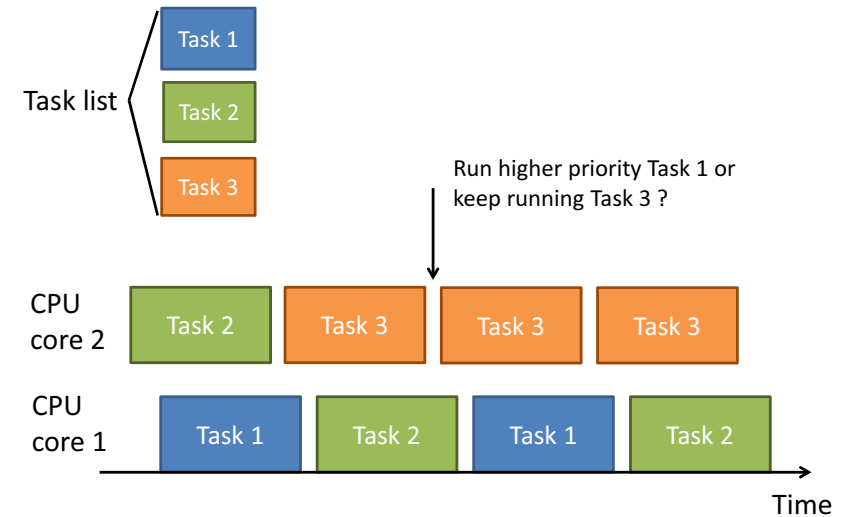 Task 1
Task list
Task 2
Task 3
Run higher priority Task 1 or
keep running Task 3 ?
CPU
core 2
Task 2
Task 3
Task 3
Task 3
CPU
core 1
Task 1
Task 2
Task 1
Task 2
Time